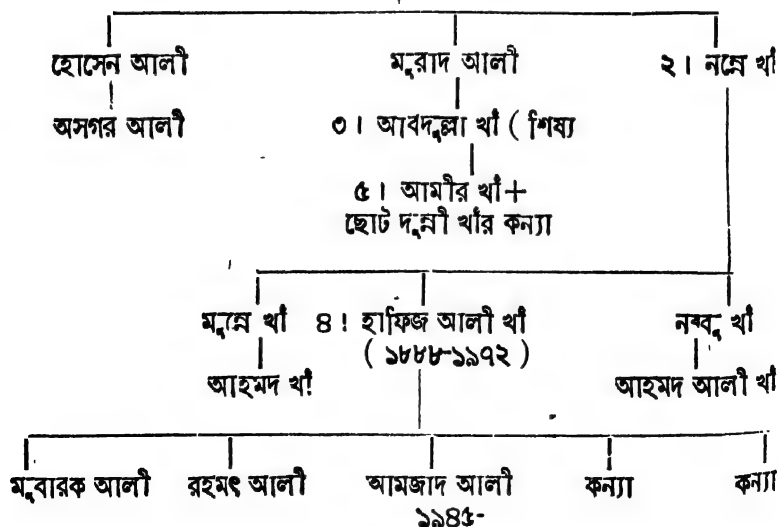 হোসেন আলী মুরাদ আলী ২। নন্নে খাঁ
অসগর আলী ৩। আবদুল্লা খাঁ ( শিষ্য
৫। আমীর খাঁ+
ছোট দুন্নী খাঁর কন্যা
মুন্নে খাঁ ৪। হাফিজ আলী খাঁ নব্বু খাঁ
( ১৮৮৮-১৯৭২ )
আহমদ খাঁ আহমদ আলী খাঁ
মুবারক আলী রহমৎ আলী আমজাদ আলী কন্যা কন্যা
১৯৪৫-